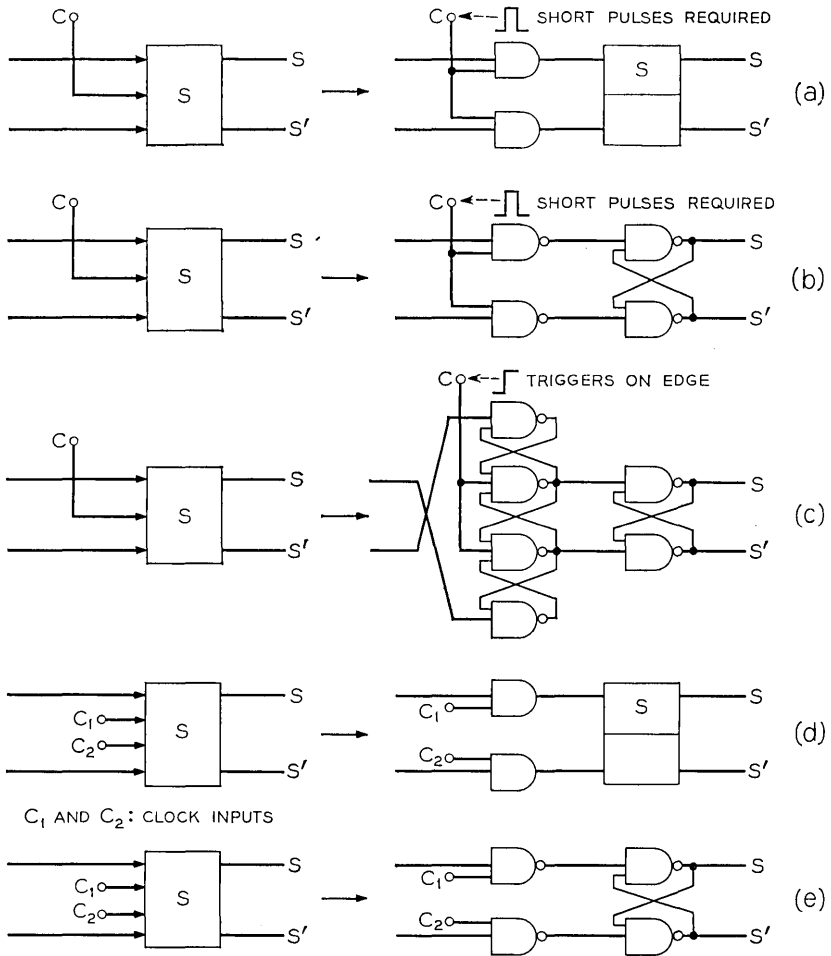 C C SHORT PULSES REQUIRED
S S S S
S' S' (a)
C C SHORT PULSES REQUIRED
S S
S (b)
S' S'
C TRIGGERS ON EDGE
C
S S
S (c)
S' S'
S S S
C₁ C₁
S (d)
C₂ C₂
S' S'
C₁ AND C₂: CLOCK INPUTS
S S
C₁ C₁
S (e)
C₂ C₂
S' S'